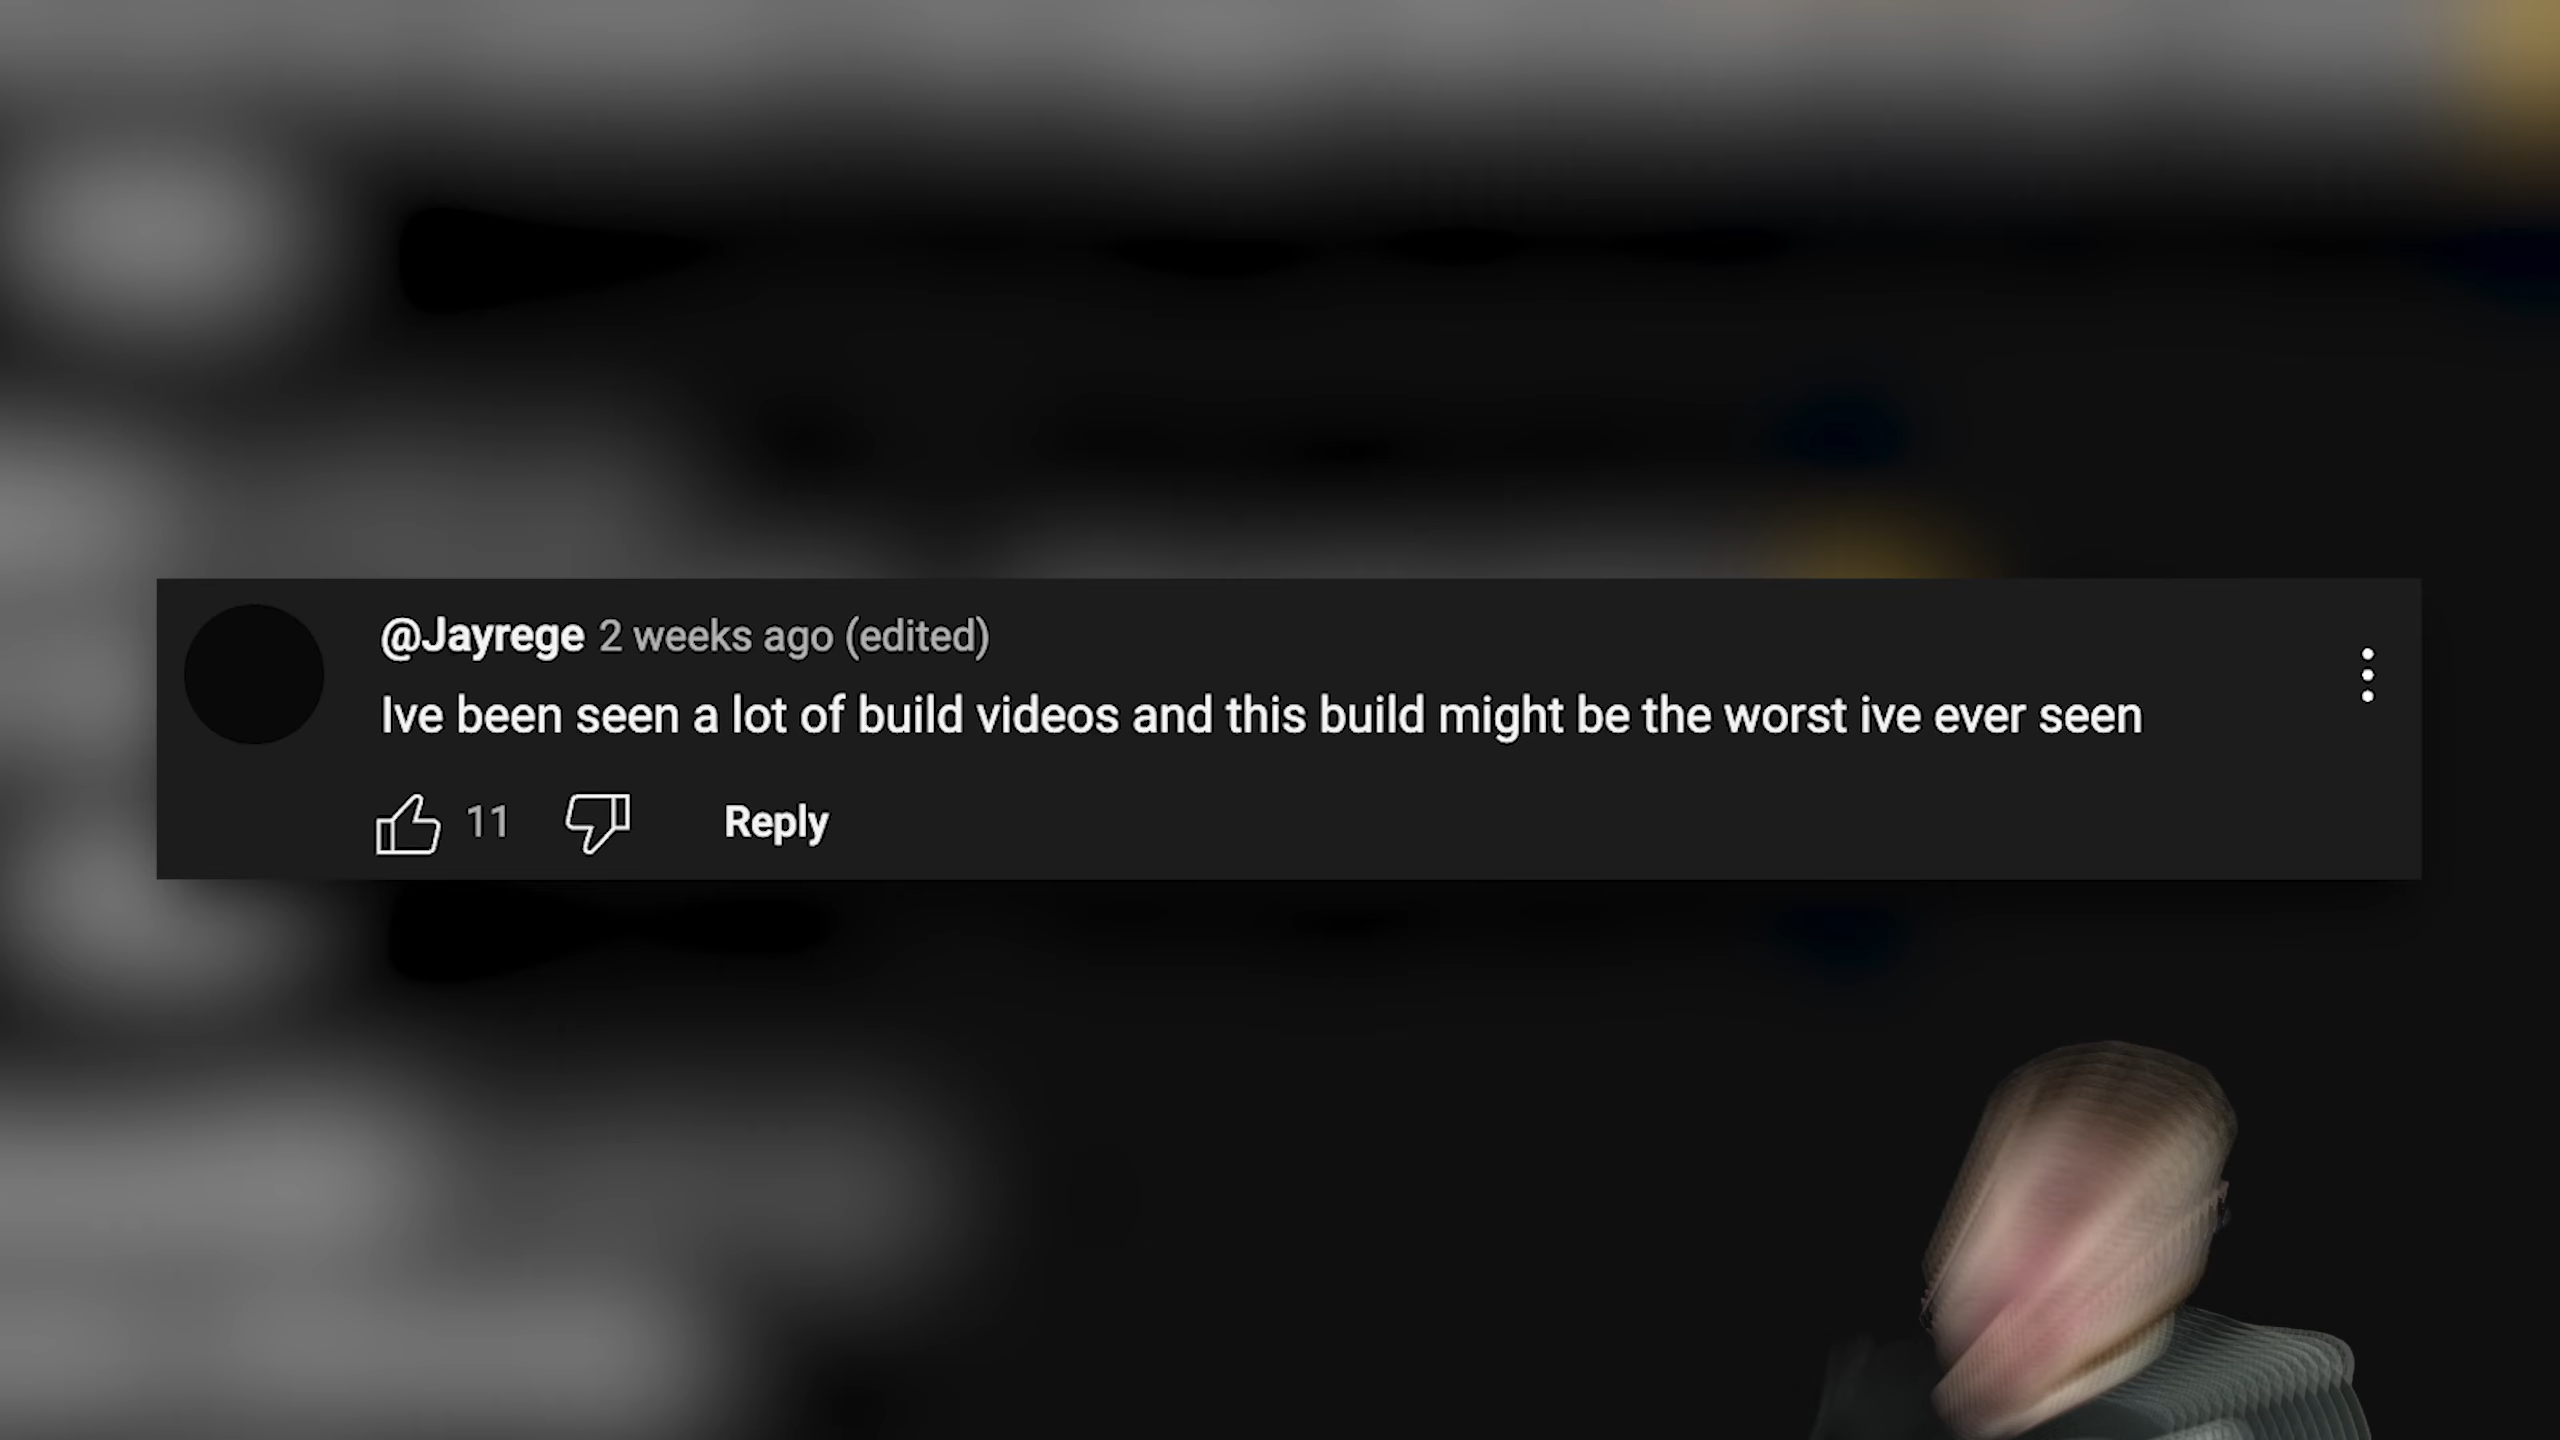 @Jayrege 2 weeks ago (edited)
Ive been seen a lot of build videos and this build might be the worst ive ever seen
11 Reply